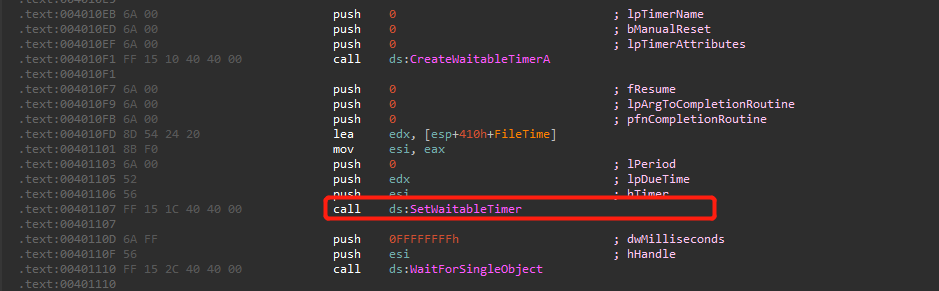 .text:004010E9
.text:004010EB 6A 00 push 0 ; lpTimerName
.text:004010ED 6A 00 push 0 ; bManualReset
.text:004010EF 6A 00 push 0 ; lpTimerAttributes
.text:004010F1 FF 15 10 40 40 00 call ds:CreateWaitableTimerA
.text:004010F1
.text:004010F7 6A 00 push 0 ; fResume
.text:004010F9 6A 00 push 0 ; lpArgToCompletionRoutine
.text:004010FB 6A 00 push 0 ; pfnCompletionRoutine
.text:004010FD 8D 54 24 20 lea edx, [esp+410h+FileTime]
.text:00401101 8B F0 mov esi, eax
.text:00401103 6A 00 push 0 ; lPeriod
.text:00401105 52 push edx ; lpDueTime
.text:00401106 56 push esi ; hTimer
.text:00401107 FF 15 1C 40 40 00 call ds:SetWaitableTimer
.text:00401107
.text:0040110D 6A FF push 0FFFFFFFFh ; dwMilliseconds
.text:0040110F 56 push esi ; hHandle
.text:00401110 FF 15 2C 40 40 00 call ds:WaitForSingleObject
.text:00401110